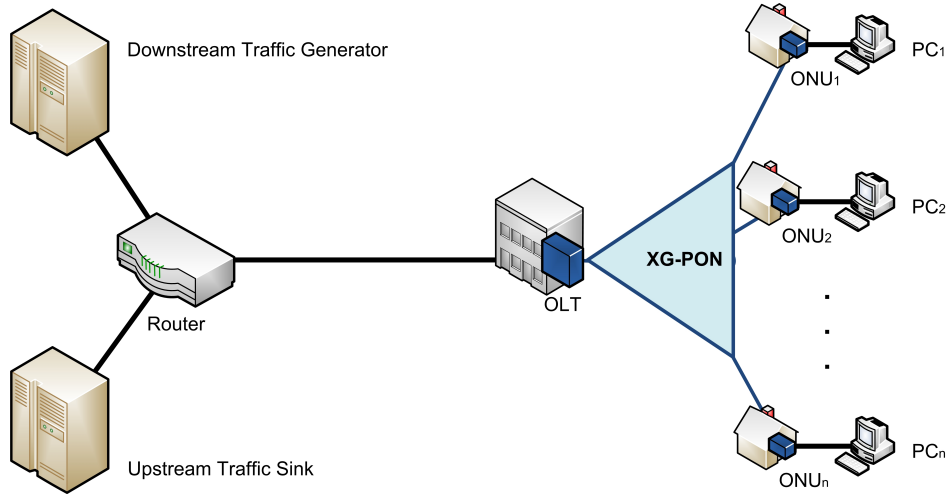 Downstream Traffic Generator
PC₁
ONU₁
PC₂
ONU₂
XG-PON
OLT
Router
.
.
.
PCₙ
Upstream Traffic Sink
ONUₙ